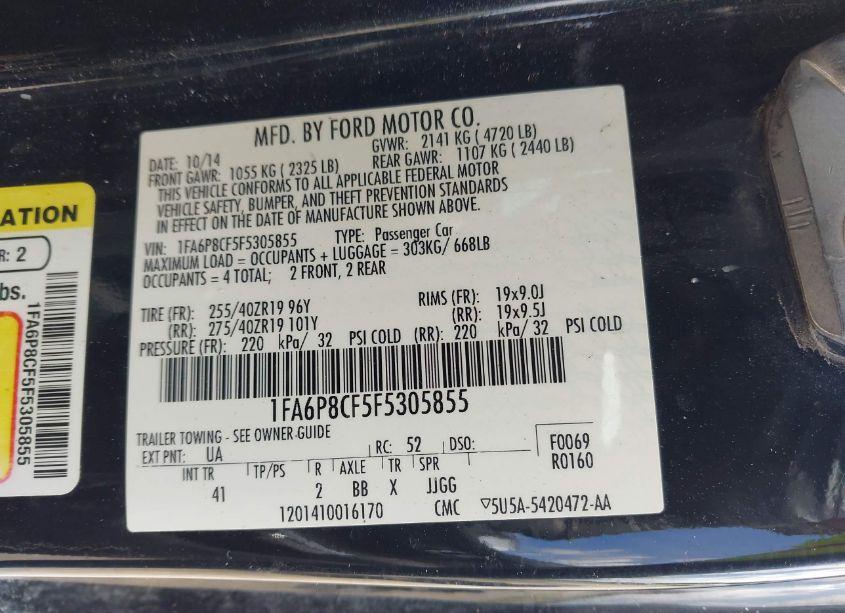 MFD. BY FORD MOTOR CO.
DATE: 10/14 GVWR: 2141 KG ( 4720 LB)
FRONT GAWR: 1055 KG ( 2325 LB) REAR GAWR: 1107 KG ( 2440 LB)
THIS VEHICLE CONFORMS TO ALL APPLICABLE FEDERAL MOTOR
VEHICLE SAFETY, BUMPER, AND THEFT PREVENTION STANDARDS
IN EFFECT ON THE DATE OF MANUFACTURE SHOWN ABOVE.
VIN: 1FA6P8CF5F5305855 TYPE: Passenger Car
MAXIMUM LOAD = OCCUPANTS + LUGGAGE = 303KG/ 668LB
OCCUPANTS = 4 TOTAL; 2 FRONT, 2 REAR
TIRE (FR): 255/40ZR19 96Y RIMS (FR): 19x9.0J
(RR): 275/40ZR19 101Y (RR): 19x9.5J
PRESSURE (FR): 220 kPa/ 32 PSI COLD (RR): 220 kPa/ 32 PSI COLD
1FA6P8CF5F5305855
TRAILER TOWING - SEE OWNER GUIDE
EXT PNT: UA RC: 52 DSO: F0069
R0160
INT TR TP/PS R AXLE TR SPR
41 2 BB X JJGG
1201410016170 CMC ▽5U5A-5420472-AA
ATION
R: 2
bs.
1FA6P8CF5F5305855